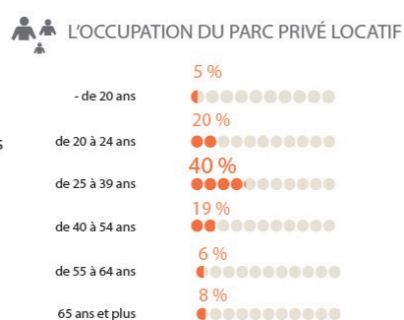 L'OCCUPATION DU PARC PRIVÉ LOCATIF
5 %
- de 20 ans
20 %
s
de 20 à 24 ans
40 %
de 25 à 39 ans
19 %
de 40 à 54 ans
6 %
de 55 à 64 ans
8 %
65 ans et plus